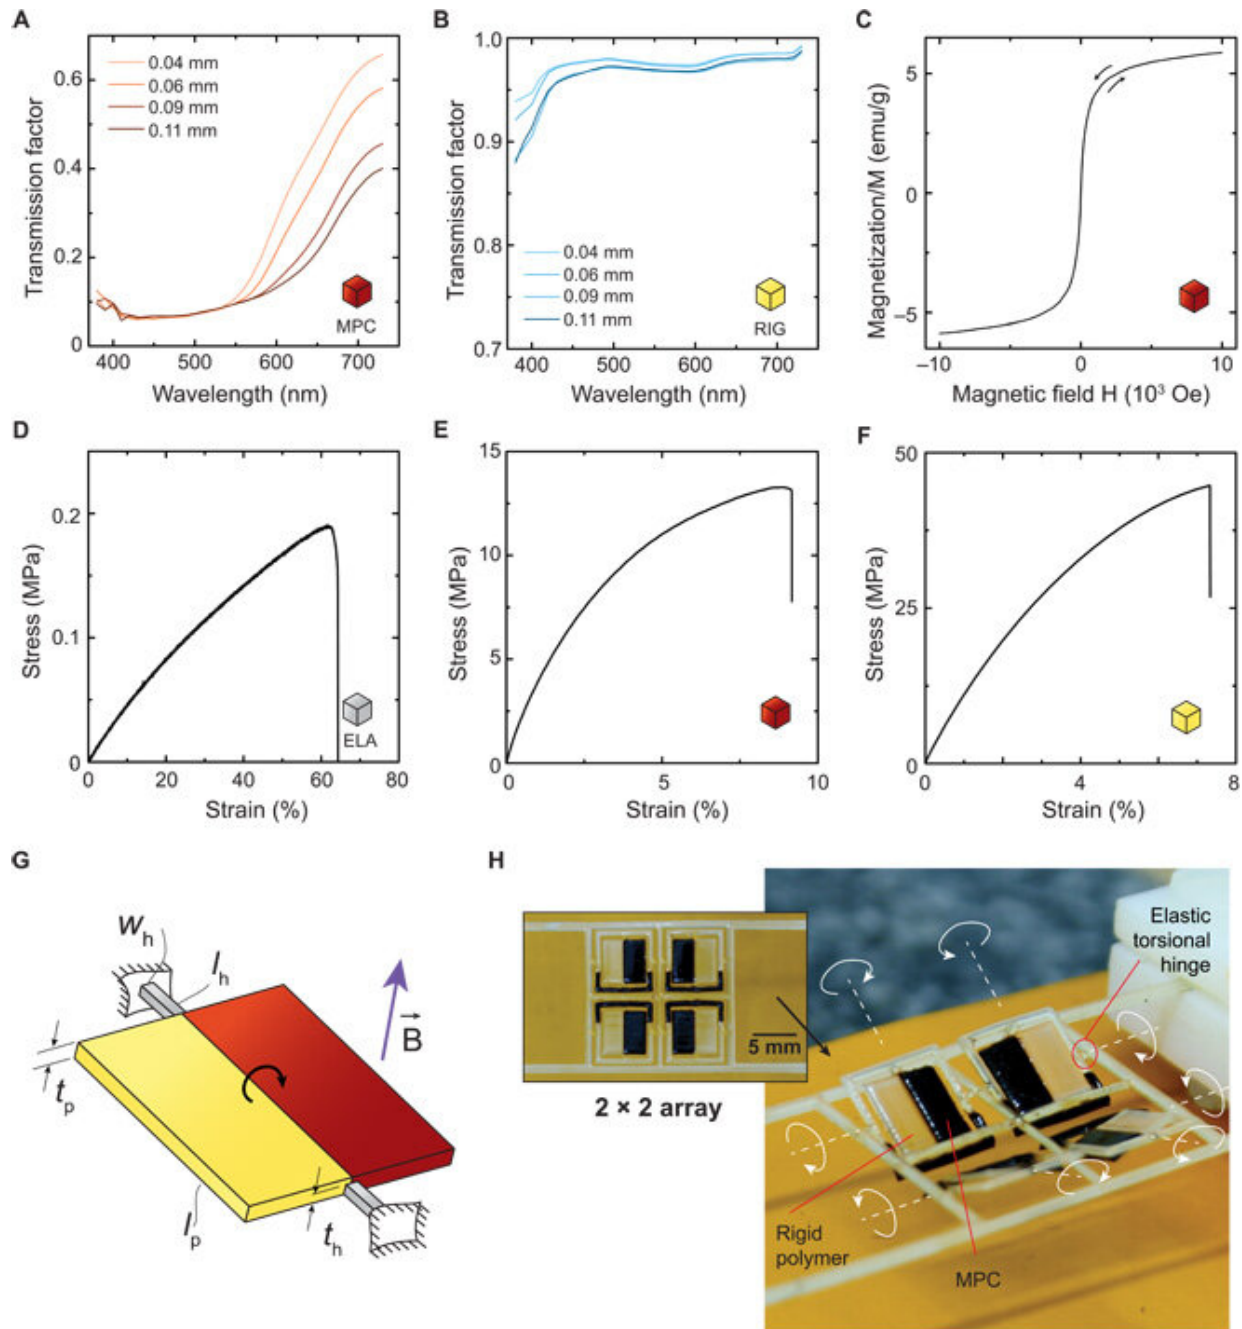 A
0.6
0.4
0.2
0
0.04 mm
0.06 mm
0.09 mm
0.11 mm
MPC
400
500
600
700
Transmission factor
Wavelength (nm)
B
1.0
0.9
0.8
0.7
0.04 mm
0.06 mm
0.09 mm
0.11 mm
RIG
400
500
600
700
Transmission factor
Wavelength (nm)
C
5
0
−5
−10
0
10
Magnetization/M (emu/g)
Magnetic field H (10³ Oe)
D
0.2
0.1
0
ELA
0
20
40
60
80
Stress (MPa)
Strain (%)
E
15
10
5
0
0
5
10
Stress (MPa)
Strain (%)
F
50
25
0
0
4
8
Stress (MPa)
Strain (%)
G
wh
lh
B
tp
lp
th
H
5 mm
2 × 2 array
Elastic
torsional
hinge
Rigid
polymer
MPC